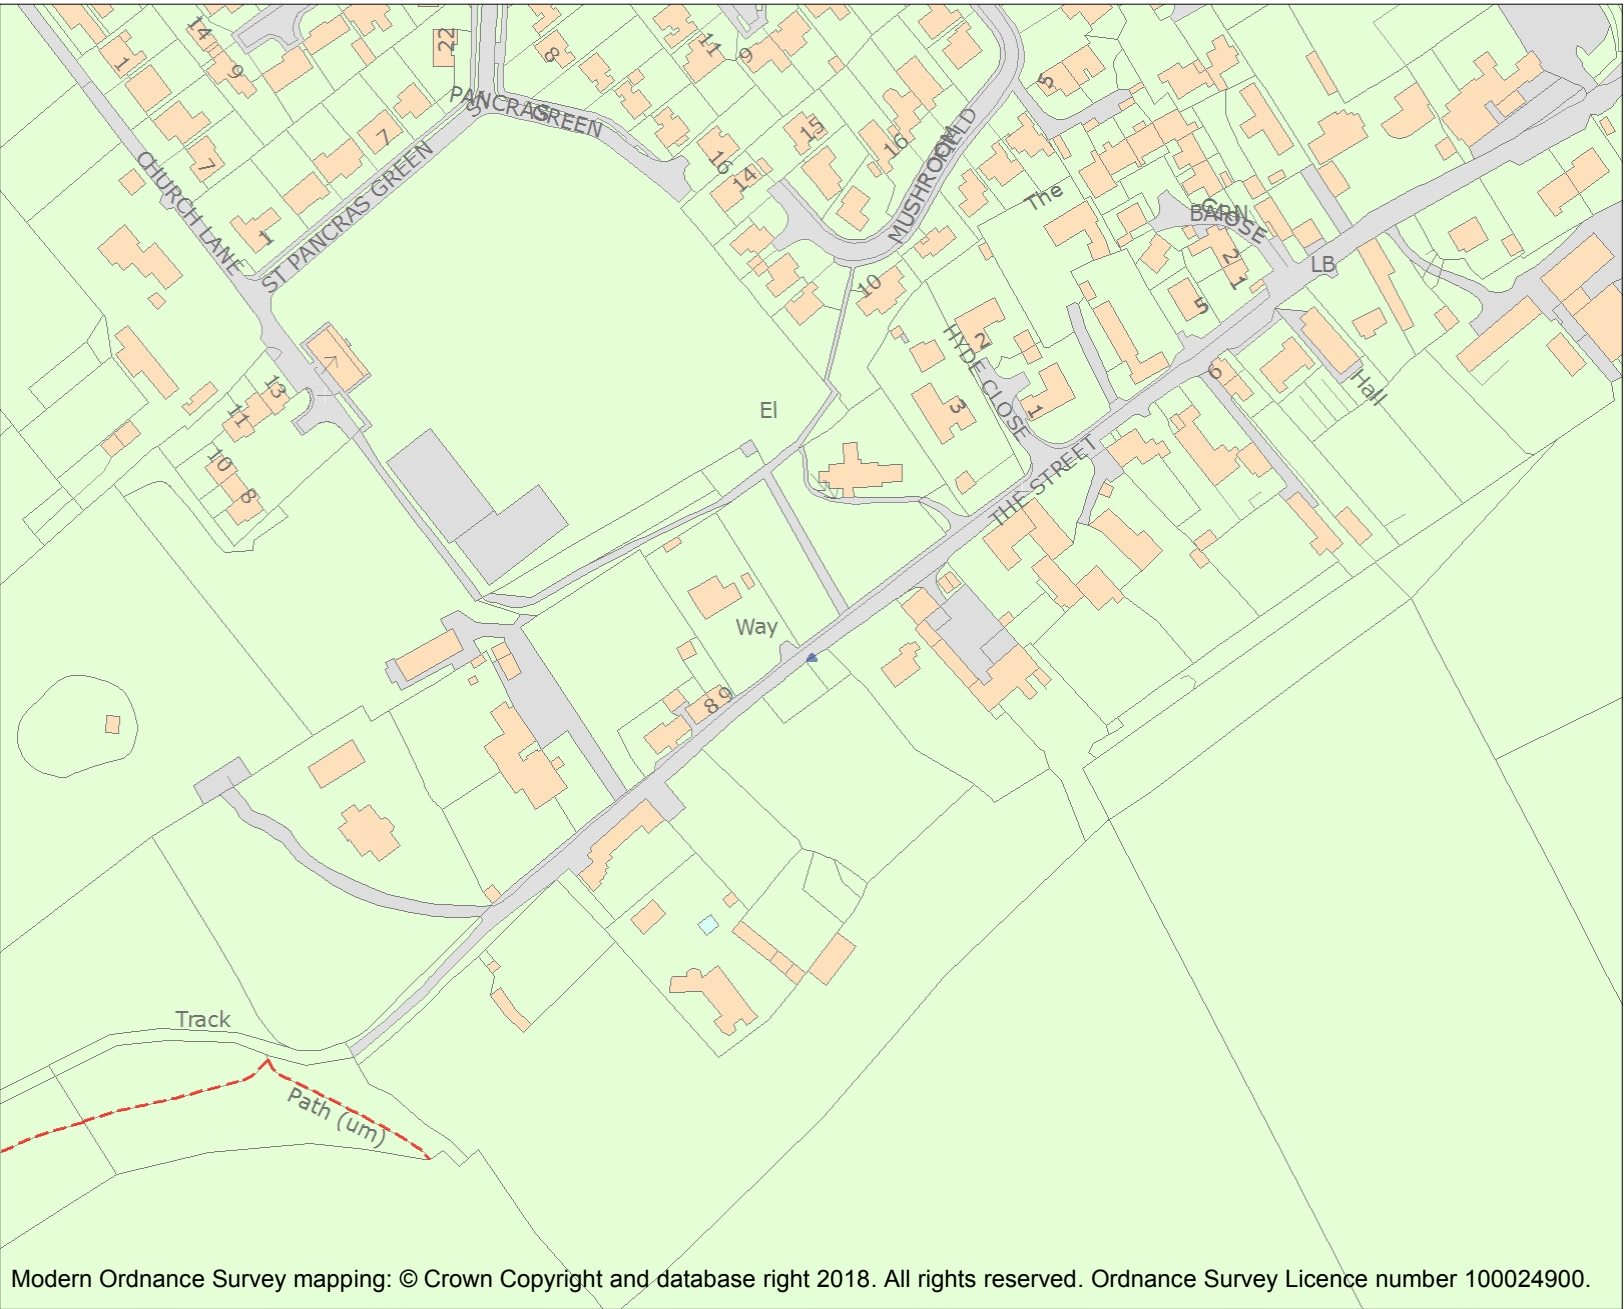 14
1
9
22
8
11
9
5
PANCRAS
GREEN
ST
7
7
15
16
16
14
MUSHROOM
FIELD
CHURCH LANE
ST PANCRAS GREEN
1
The
BARN
CLOSE
2
1
LB
10
5
HYDE CLOSE
2
3
1
6
Hall
13
11
El
10
8
THE STREET
Way
8
9
Track
Path (um)
Modern Ordnance Survey mapping: © Crown Copyright and database right 2018. All rights reserved. Ordnance Survey Licence number 100024900.